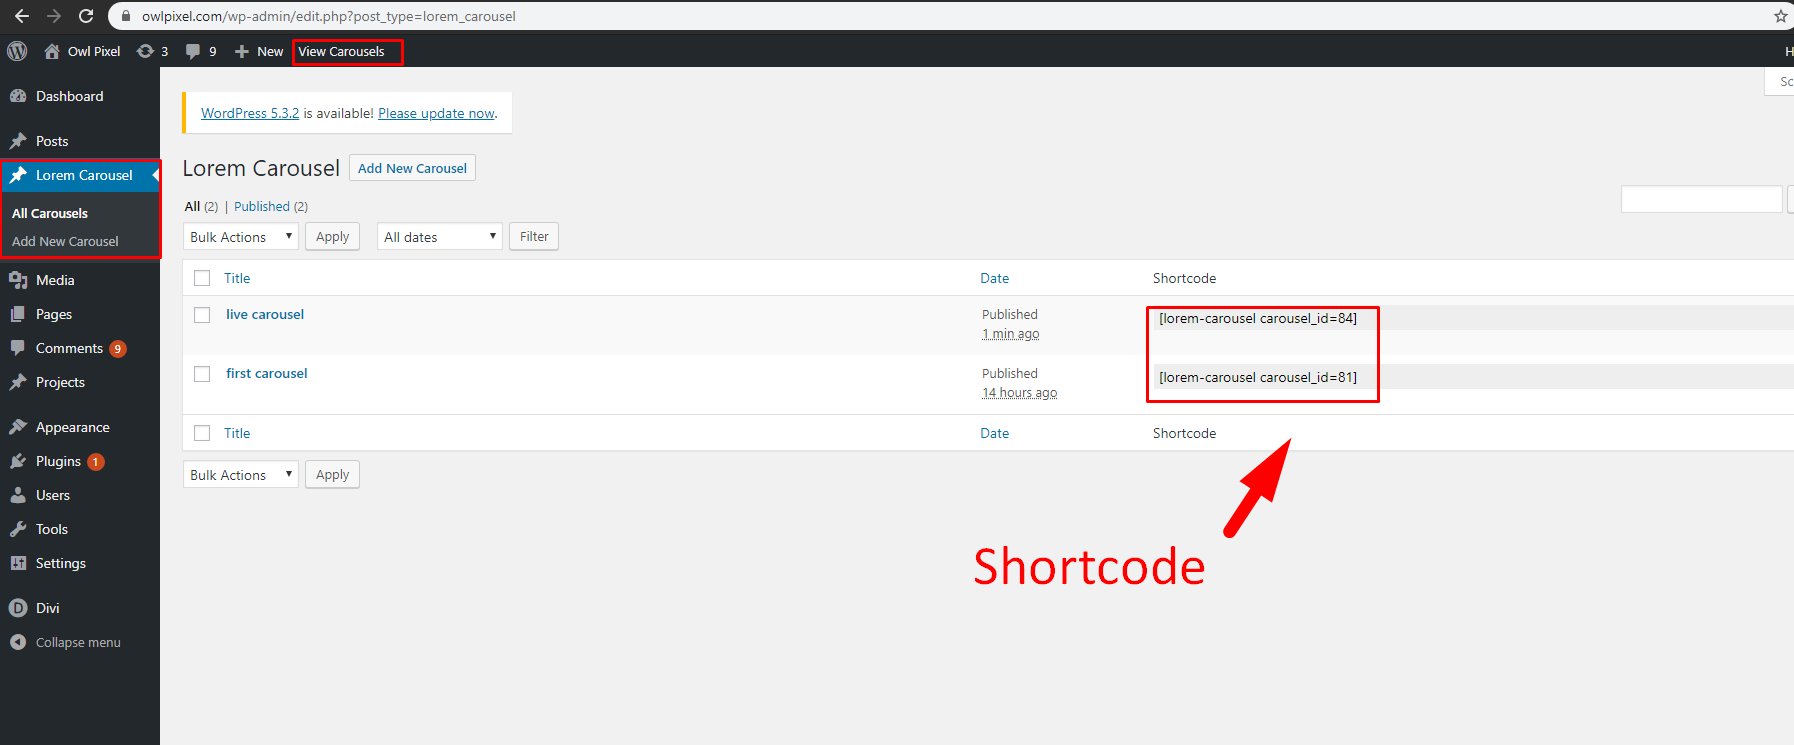 owlpixel.com/wp-admin/edit.php?post_type=lorem_carousel
Owl Pixel 3 9 New View Carousels
Dashboard
Posts
Lorem Carousel
All Carousels
Add New Carousel
Media
Pages
Comments 9
Projects
Appearance
Plugins 1
Users
Tools
Settings
Divi
Collapse menu
WordPress 5.3.2 is available! Please update now.
Lorem Carousel Add New Carousel
All (2) | Published (2)
Bulk Actions Apply All dates Filter
Title Date Shortcode
live carousel Published [lorem-carousel carousel_id=84]
1 min ago
first carousel Published [lorem-carousel carousel_id=81]
14 hours ago
Title Date Shortcode
Bulk Actions Apply
Shortcode